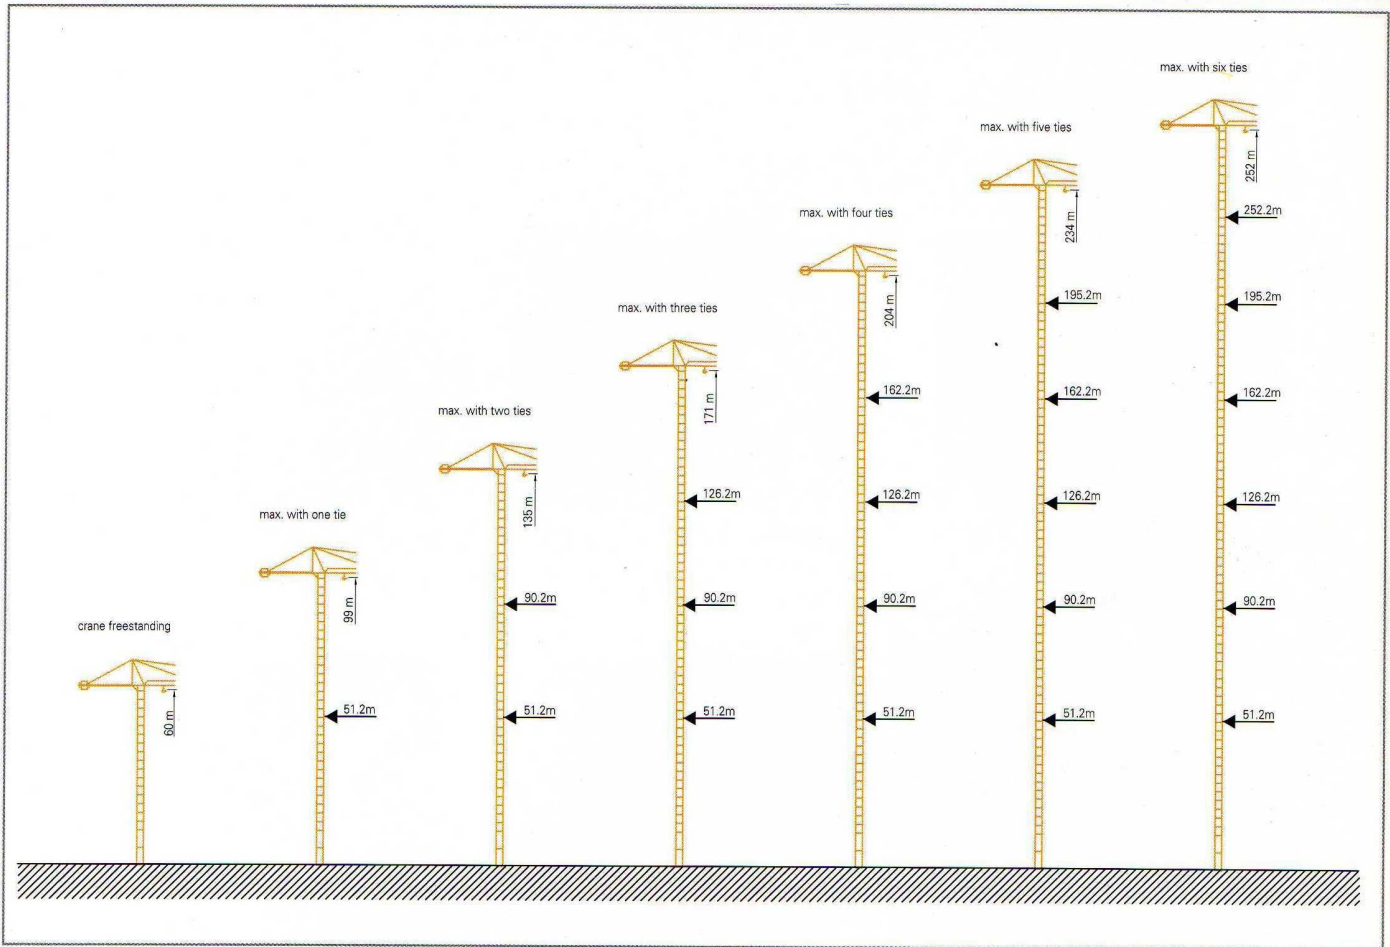 crane freestanding
60 m
max. with one tie
99 m
51.2m
max. with two ties
135 m
90.2m
51.2m
max. with three ties
171 m
126.2m
90.2m
51.2m
max. with four ties
204 m
162.2m
126.2m
90.2m
51.2m
max. with five ties
234 m
195.2m
162.2m
126.2m
90.2m
51.2m
max. with six ties
252 m
252.2m
195.2m
162.2m
126.2m
90.2m
51.2m